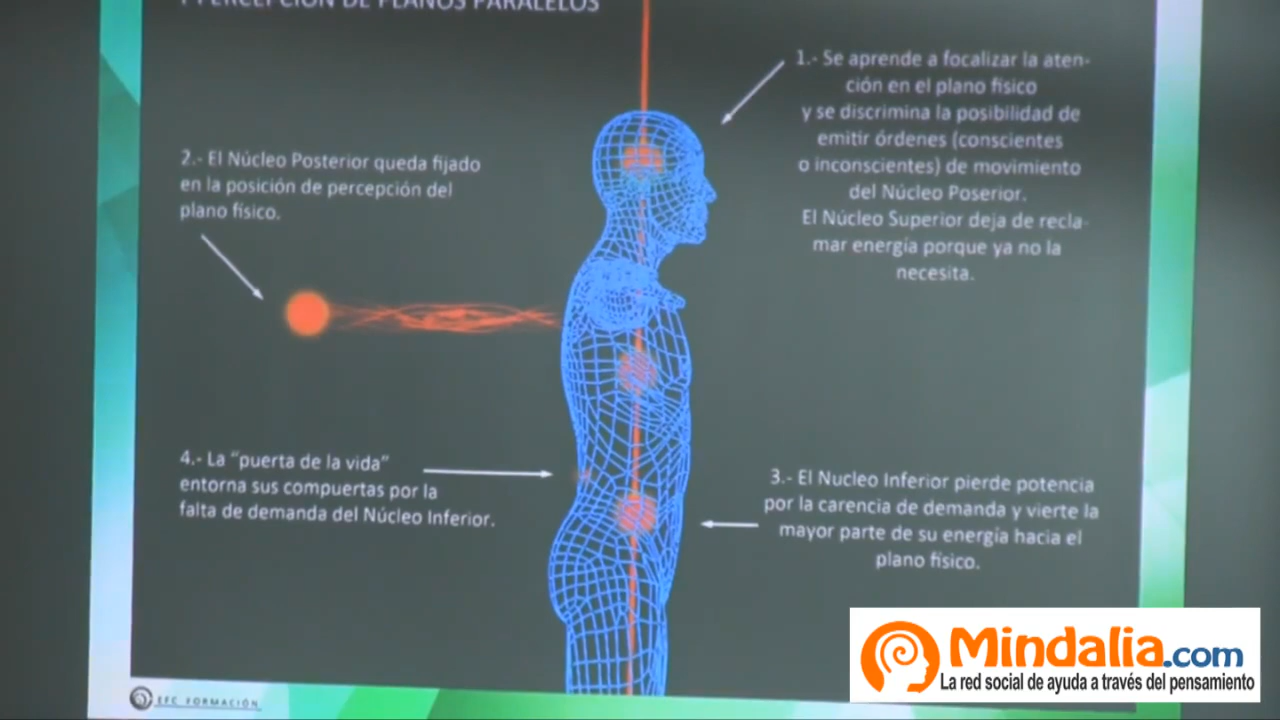 Y PERCEPCIÓN DE PLANOS PARALELOS
1.- Se aprende a focalizar la aten-
ción en el plano físico
y se discrimina la posibilidad de
emitir órdenes (conscientes
o inconscientes) de movimiento
del Núcleo Poserior.
El Núcleo Superior deja de recla-
mar energía porque ya no la
necesita.
2.- El Núcleo Posterior queda fijado
en la posición de percepción del
plano físico.
4.- La "puerta de la vida"
entorna sus compuertas por la
falta de demanda del Núcleo Inferior.
3.- El Nucleo Inferior pierde potencia
por la carencia de demanda y vierte la
mayor parte de su energía hacia el
plano físico.
EFC FORMACIÓN
Mindalia.com
La red social de ayuda a través del pensamiento